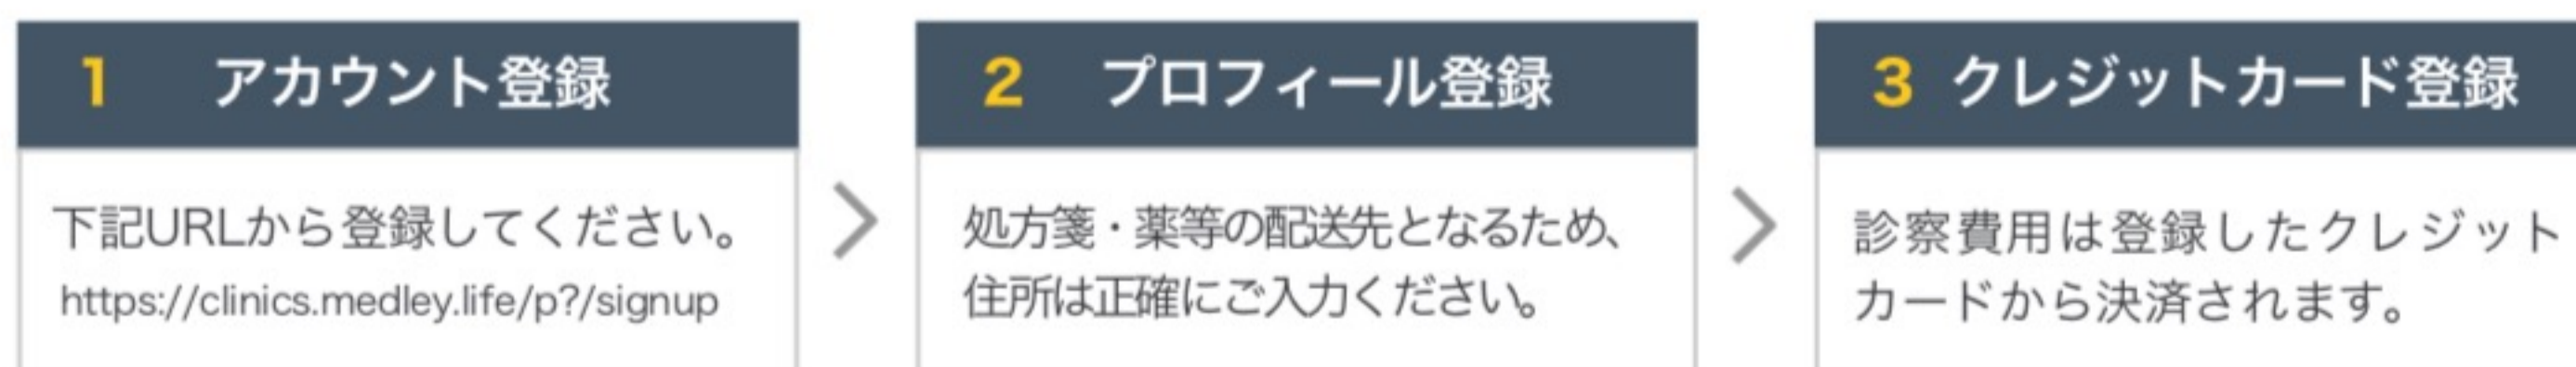 1 アカウント登録
下記URLから登録してください。
https://clinics.medley.life/p?/signup
2 プロフィール登録
処方箋・薬等の配送先となるため、
住所は正確にご入力ください。
3 クレジットカード登録
診察費用は登録したクレジット
カードから決済されます。